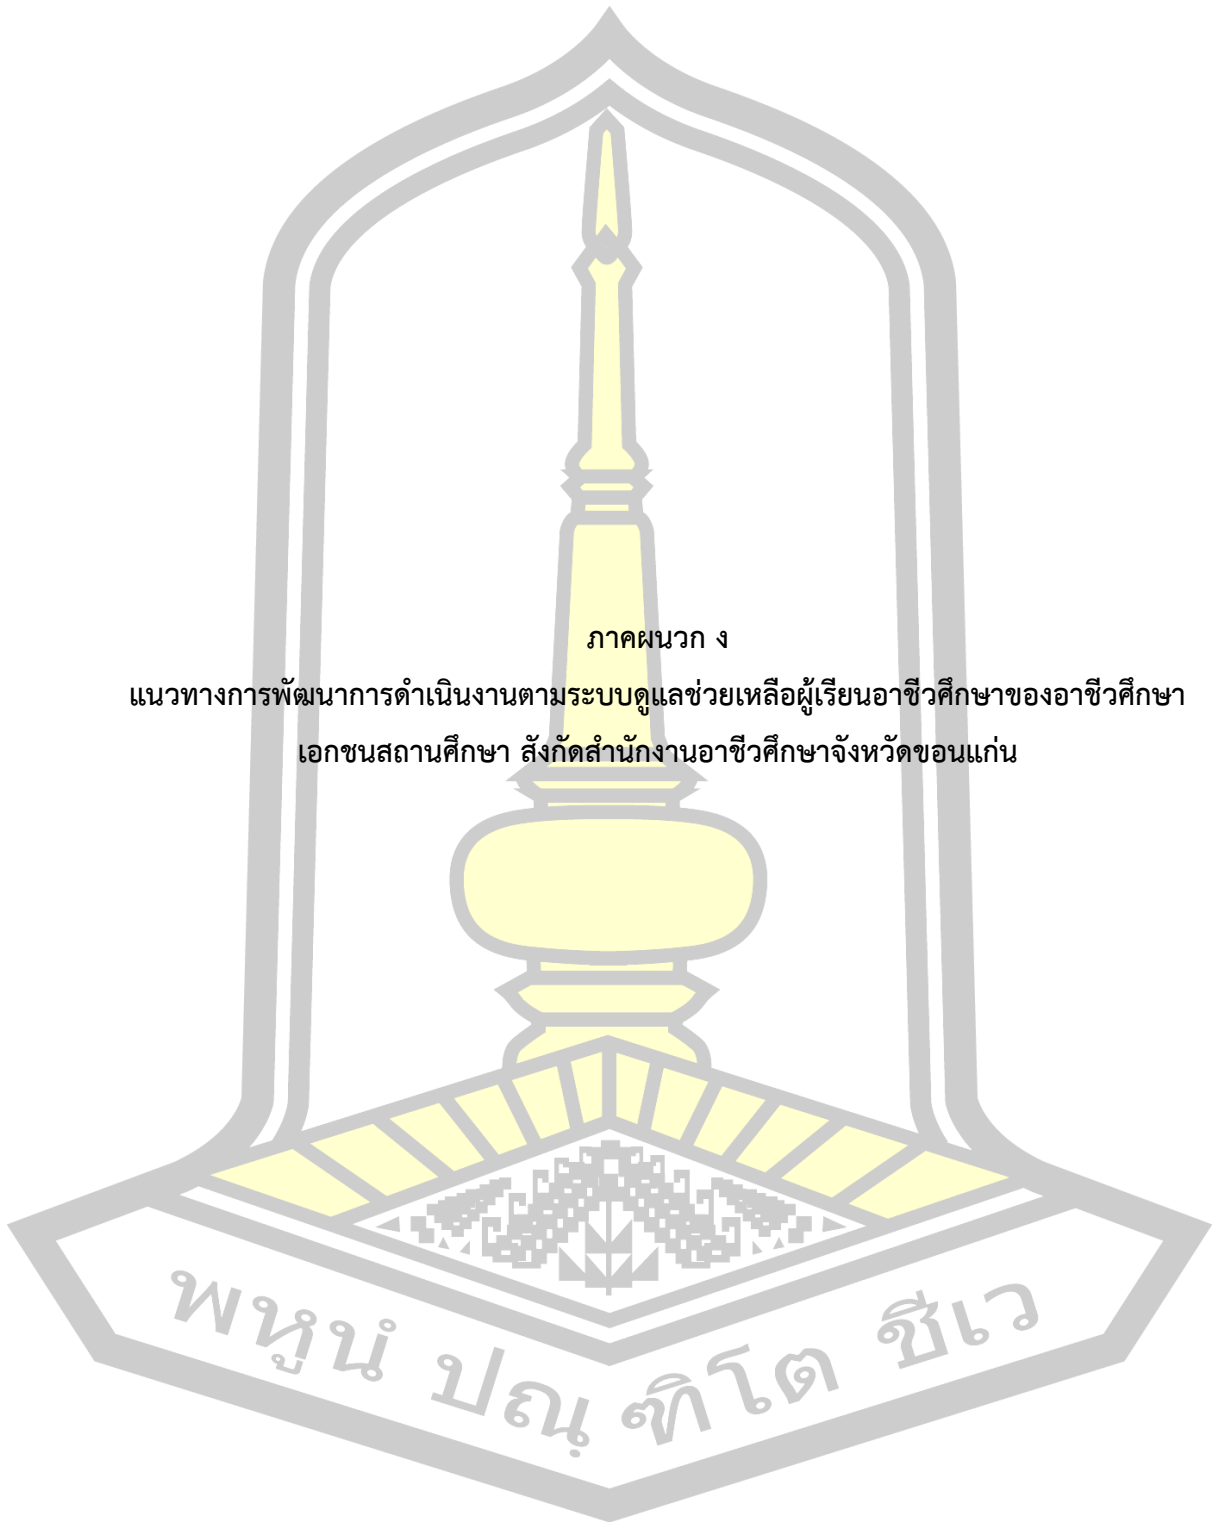 ภาคผนวก ง
แนวทางการพัฒนาการดำเนินงานตามระบบดูแลช่วยเหลือผู้เรียนอาชีวศึกษาของอาชีวศึกษา
เอกชนสถานศึกษา สังกัดสำนักงานอาชีวศึกษาจังหวัดขอนแก่น
พหูนํ ปณฺฑิโต ชีเว